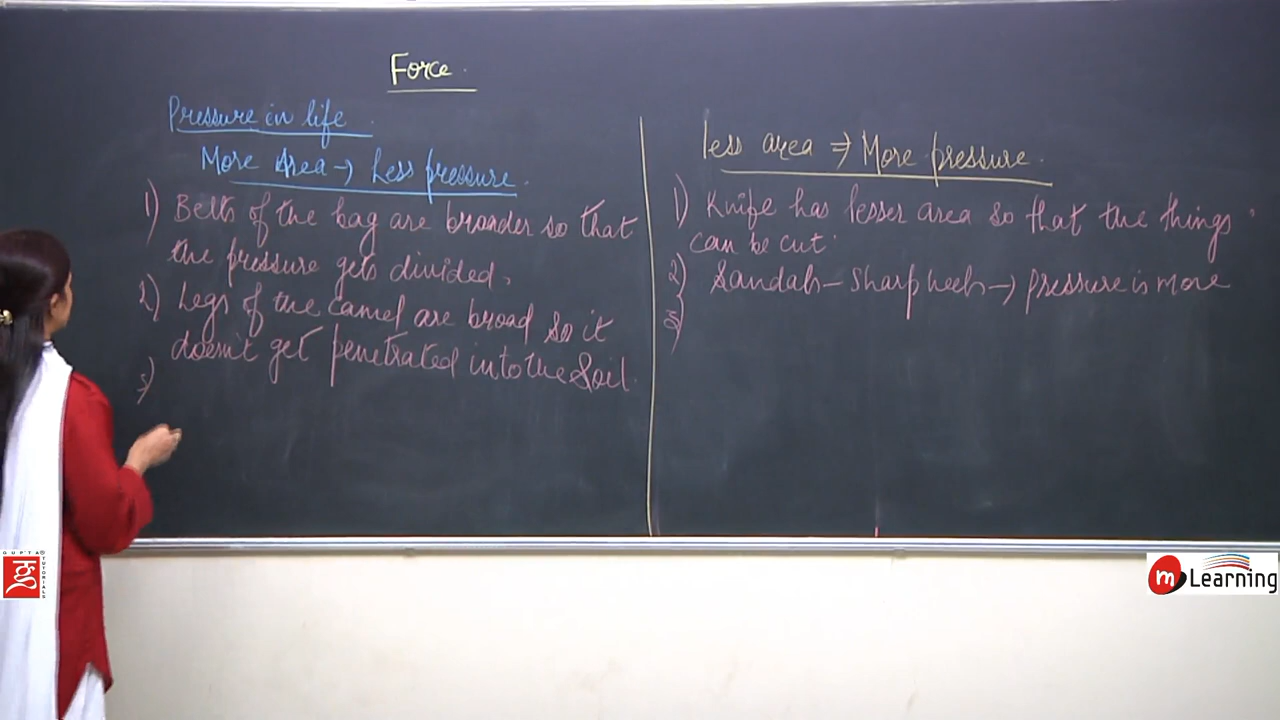 Force.
Pressure in life.
More Area → Less pressure.
1) Belts of the bag are broader so that
the pressure gets divided.
2) Legs of the camel are broad so it
doesn't get penetrated into the Soil.
3)
less area ⇒ More pressure.
1) Knife has lesser area so that the things
can be cut.
2) Sandals – Sharp heels → pressure is more
3)
GUPTA
TUTORIALS
m Learning